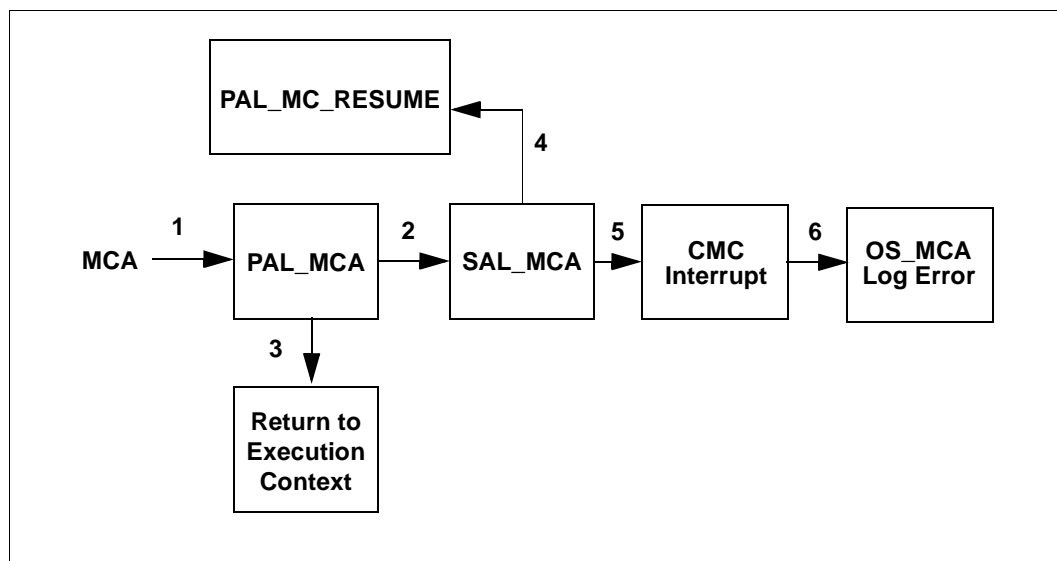 PAL_MC_RESUME
4
1
2
5
6
MCA
PAL_MCA
SAL_MCA
CMC
Interrupt
OS_MCA
Log Error
3
Return to
Execution
Context